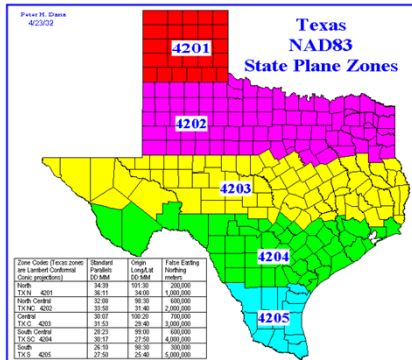 Peter H. Dana
Texas
NAD83
State Plane Zones
4201
4202
4203
4204
4205
Zone Codes (Texas zones Standard Origin False Easting
are Lambert Conformal Parallels Long/Lat Northing
Conic projections) DD:MM DD:MM meters
North 34:39 101:30 200,000
TX N 4201 36:11 34:00 1,000,000
North Central 32:08 98:30 600,000
TX NC 4202 33:58 31:40 2,000,000
Central 30:07 100:20 700,000
TX C 4203 31:53 29:40 3,000,000
South Central 28:23 99:00 600,000
TX SC 4204 30:17 27:50 4,000,000
South 26:10 98:30 300,000
TX S 4205 27:50 25:40 5,000,000